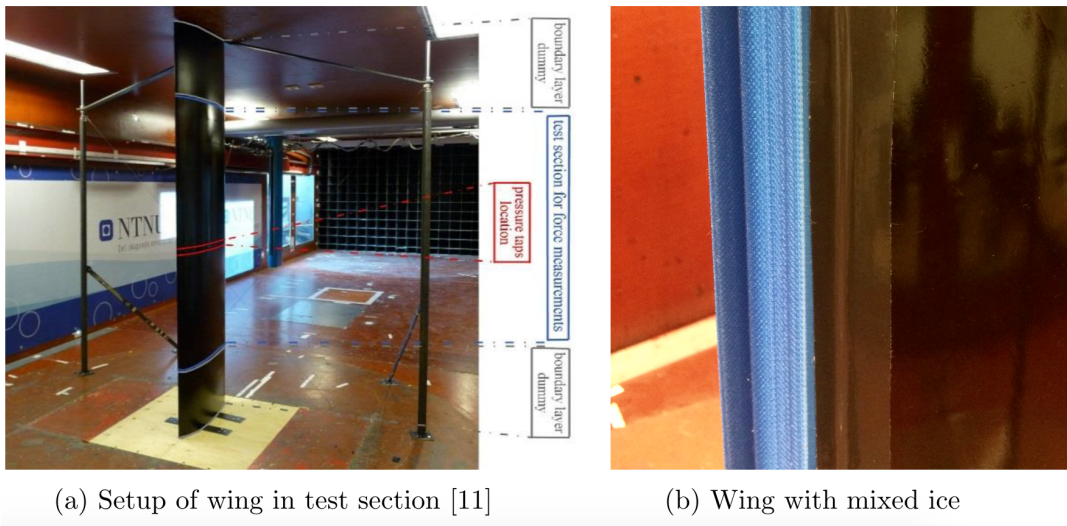 boundary layer
dummy
test section for force measurements
pressure taps
location
boundary layer
dummy
NTNU
(a) Setup of wing in test section [11]
(b) Wing with mixed ice